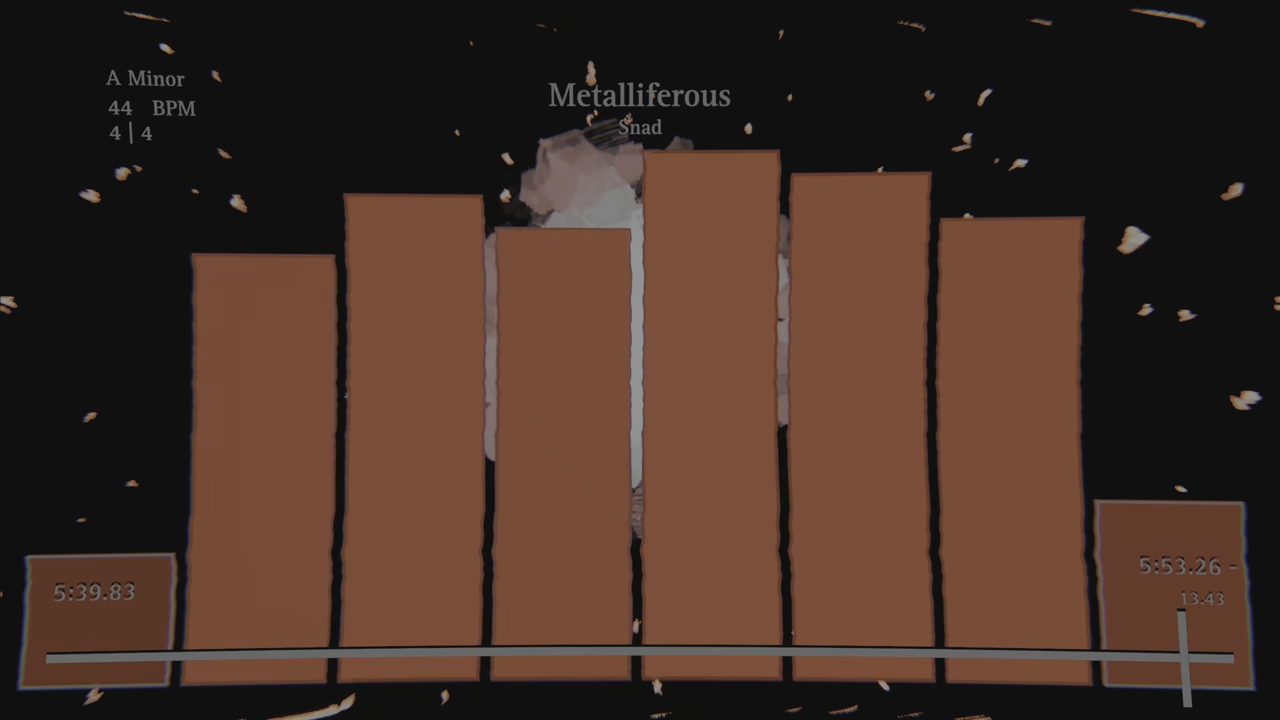 A Minor
44 BPM
4 | 4
Metalliferous
Snad
5:39.83
5:53.26 -
13.43